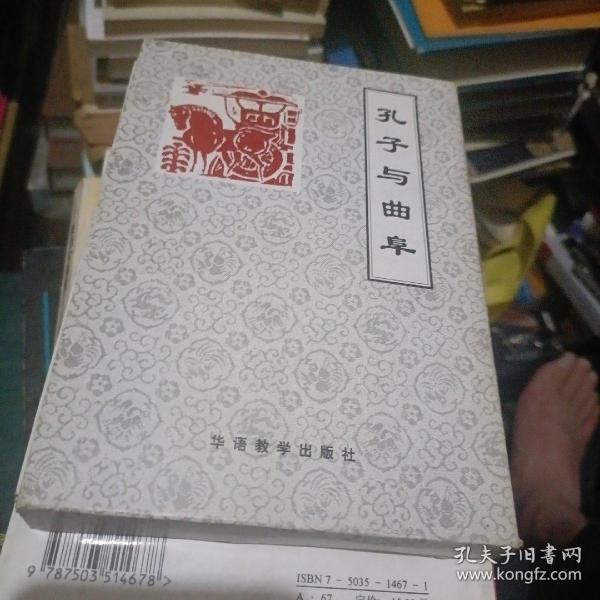 孔子与曲阜
华语教学出版社
ISBN 7 - 5035 - 1467 - 1
9 787503 514678 >
孔夫子旧书网
www.kongfz.com